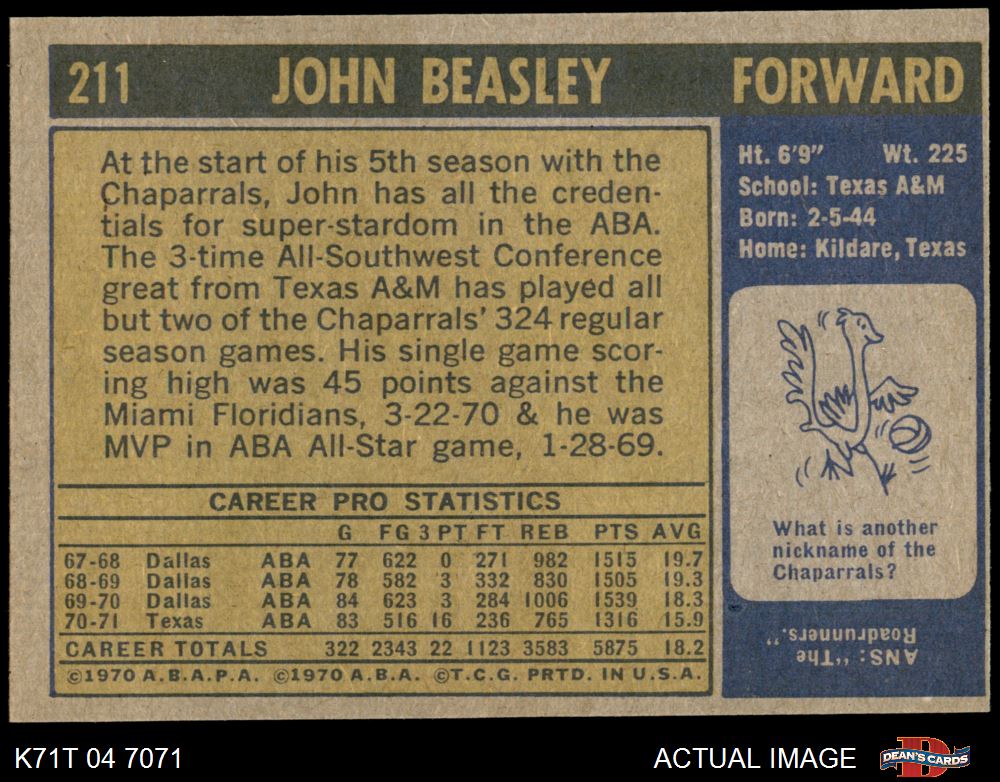 211 JOHN BEASLEY FORWARD
At the start of his 5th season with the
Chaparrals, John has all the creden-
tials for super-stardom in the ABA.
The 3-time All-Southwest Conference
great from Texas A&M has played all
but two of the Chaparrals' 324 regular
season games. His single game scor-
ing high was 45 points against the
Miami Floridians, 3-22-70 & he was
MVP in ABA All-Star game, 1-28-69.
CAREER PRO STATISTICS
G FG 3 PT FT REB PTS AVG
67-68 Dallas ABA 77 622 0 271 982 1515 19.7
68-69 Dallas ABA 78 582 3 332 830 1505 19.3
69-70 Dallas ABA 84 623 3 284 1006 1539 18.3
70-71 Texas ABA 83 516 16 236 765 1316 15.9
CAREER TOTALS 322 2343 22 1123 3583 5875 18.2
©1970 A.B.A.P.A. ©1970 A.B.A. ©T.C.G. PRTD. IN U.S.A.
Ht. 6'9" Wt. 225
School: Texas A&M
Born: 2-5-44
Home: Kildare, Texas
What is another
nickname of the
Chaparrals?
ANS: "The
Roadrunners."
K71T 04 7071
ACTUAL IMAGE
D
DEAN'S CARDS